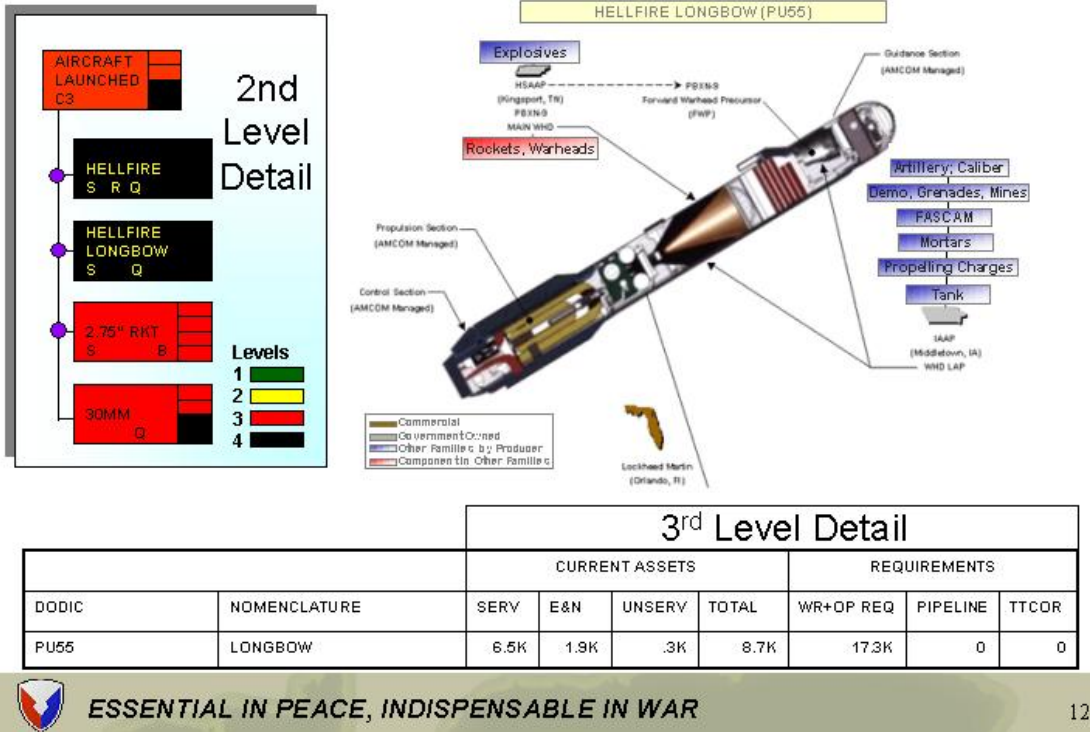 HELLFIRE LONGBOW (PU55)
AIRCRAFT
LAUNCHED
C3
2nd
Level
Detail
HELLFIRE
S R Q
HELLFIRE
LONGBOW
S Q
2.75" RKT
S B
30MM
Q
Levels
1
2
3
4
Explosives
HSAAP
(Kingsport, TN)
PBXN-9
MAIN WHD
Rockets, Warheads
PBXN-9
Forward Warhead Precursor
(FWP)
Guidance Section
(AMCOM Managed)
Artillery; Caliber
Demo, Grenades, Mines
FASCAM
Mortars
Propelling Charges
Tank
IAAP
(Middletown, IA)
WHD LAP
Propulsion Section
(AMCOM Managed)
Control Section
(AMCOM Managed)
Commercial
Government Owned
Other Families by Producer
Component in Other Families
Lockheed Martin
(Orlando, Fl)
3rd Level Detail
CURRENT ASSETS REQUIREMENTS
DODIC NOMENCLATURE SERV E&N UNSERV TOTAL WR+OP REQ PIPELINE TTCOR
PU55 LONGBOW 6.5K 1.9K .3K 8.7K 17.3K 0 0
ESSENTIAL IN PEACE, INDISPENSABLE IN WAR
12